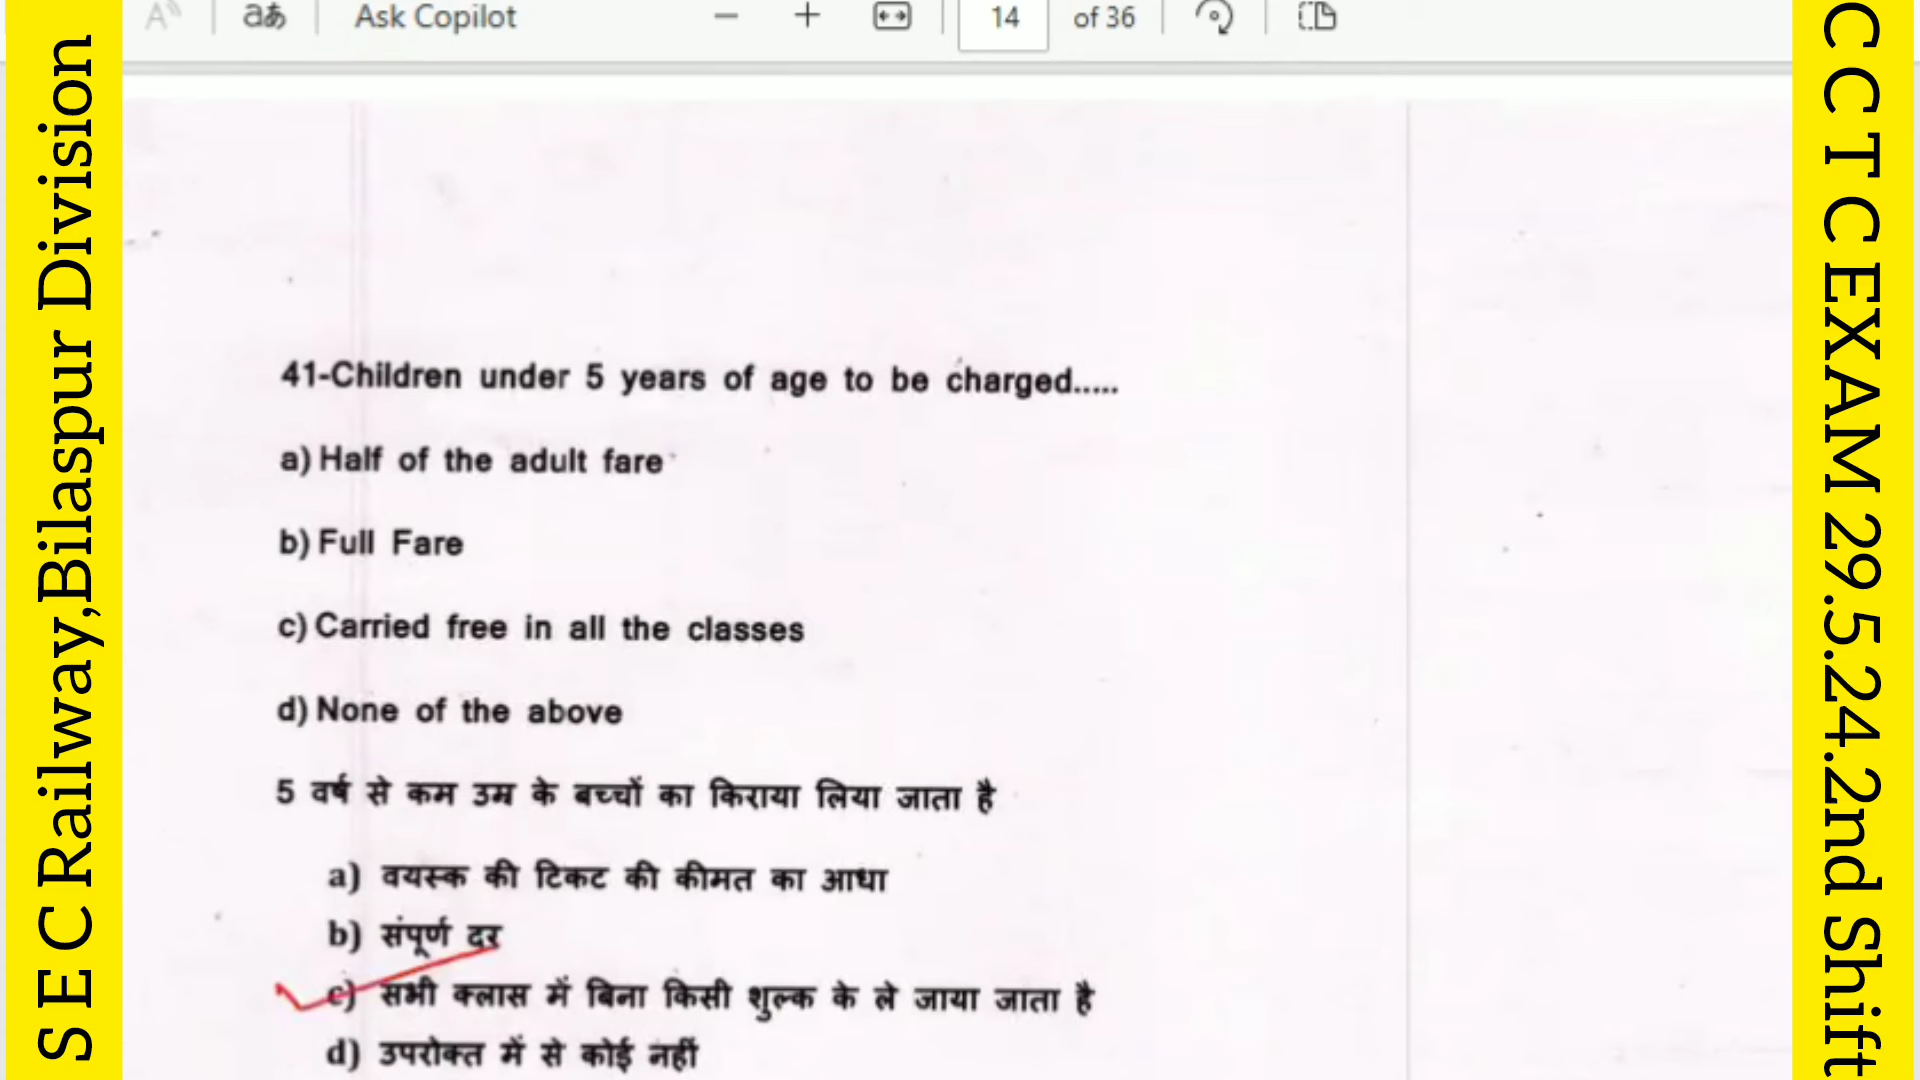 Ask Copilot
14 of 36
S E C Railway,Bilaspur Division
C C T C EXAM 29.5.24.2nd Shift
41-Children under 5 years of age to be charged.....
a) Half of the adult fare
b) Full Fare
c) Carried free in all the classes
d) None of the above
5 वर्ष से कम उम्र के बच्चों का किराया लिया जाता है
a) वयस्क की टिकट की कीमत का आधा
b) संपूर्ण दर
c) सभी क्लास में बिना किसी शुल्क के ले जाया जाता है
d) उपरोक्त में से कोई नहीं